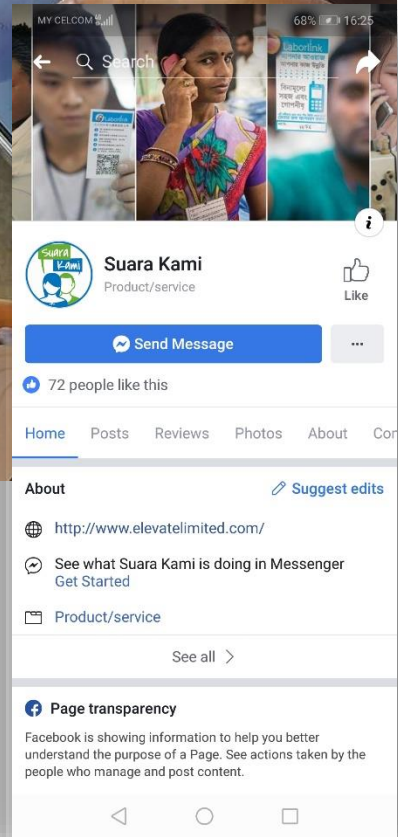 MY CELCOM 68% 16:25
Search
Laborlink
Laborlink
Suara
Kami
Suara Kami
Product/service
Like
Send Message
...
72 people like this
Home Posts Reviews Photos About Cor
About Suggest edits
http://www.elevatelimited.com/
See what Suara Kami is doing in Messenger
Get Started
Product/service
See all
Page transparency
Facebook is showing information to help you better
understand the purpose of a Page. See actions taken by the
people who manage and post content.